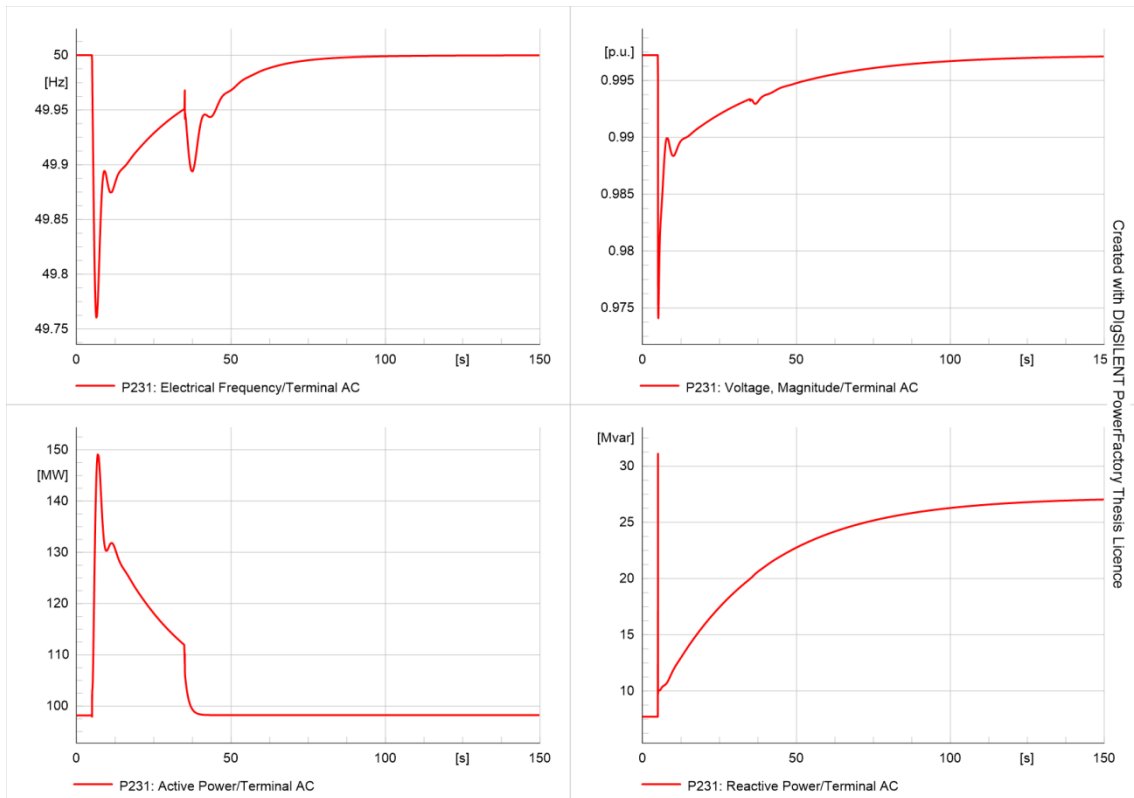 50
[Hz]
49.95
49.9
49.85
49.8
49.75
0
50
100
[s]
150
P231: Electrical Frequency/Terminal AC
[p.u.]
0.995
0.99
0.985
0.98
0.975
0
50
100
[s]
150
P231: Voltage, Magnitude/Terminal AC
150
[MW]
140
130
120
110
100
0
50
100
[s]
150
P231: Active Power/Terminal AC
[Mvar]
30
25
20
15
10
0
50
100
[s]
150
P231: Reactive Power/Terminal AC
Created with DIgSILENT PowerFactory Thesis Licence